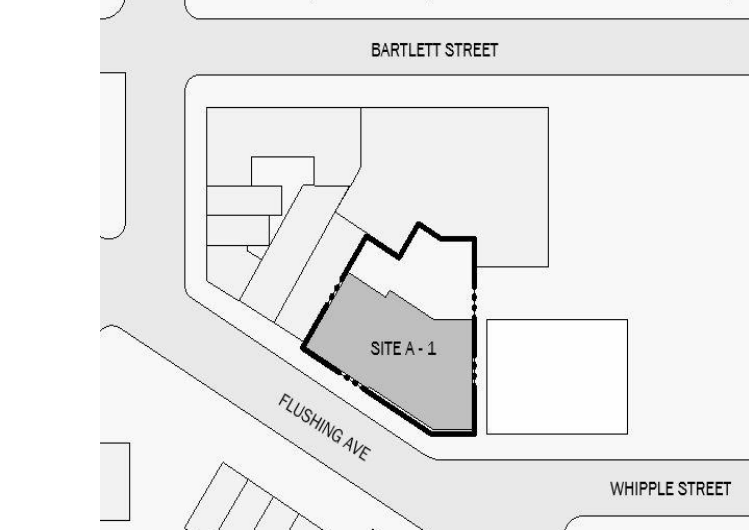 BARTLETT STREET
SITE A - 1
FLUSHING AVE
WHIPPLE STREET